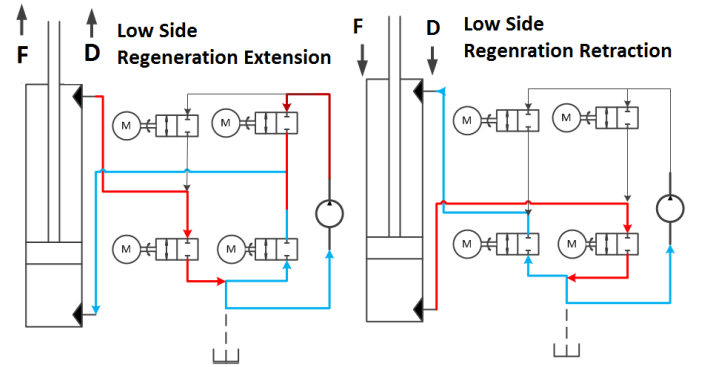 Low Side
Regeneration Extension
F
D
M
M
M
M
Low Side
Regenration Retraction
F
D
M
M
M
M